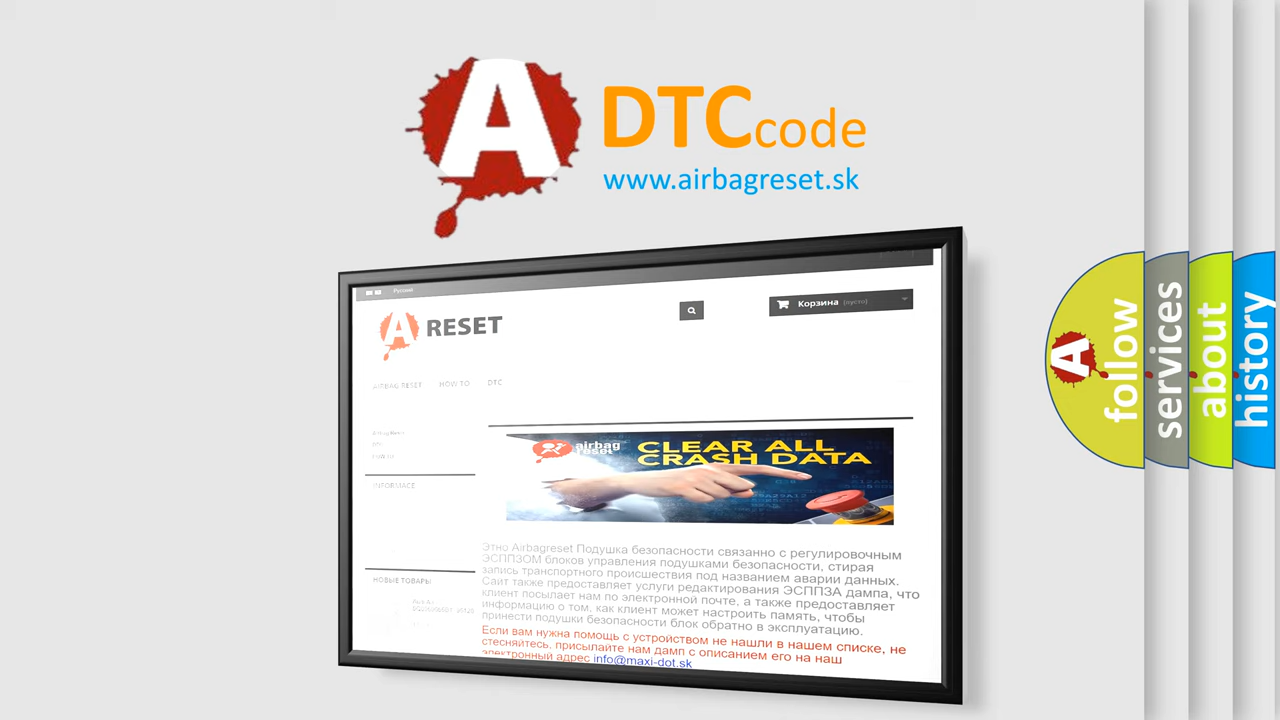 A
DTC code
www.airbagreset.sk
Русский
A RESET
Корзина (пусто)
AIRBAG RESET HOW TO DTC
INFORMACE
airbag
reset
CLEAR ALL
CRASH DATA
Этно Airbagreset Подушка безопасности связанно с регулировочным
ЭСППЗОМ блоков управления подушками безопасности, стирая
запись транспортного происшествия под названием аварии данных.
Сайт также предоставляет услуги редактирования ЭСППЗА дампа, что
клиент посылает нам по электронной почте, а также предоставляет
информацию о том, как клиент может настроить память, чтобы
принести подушки безопасности блок обратно в эксплуатацию.
Если вам нужна помощь с устройством не нашли в нашем списке, не
стесняйтесь, присылайте нам дамп с описанием его на наш
электронный адрес info@maxi-dot.sk
НОВЫЕ ТОВАРЫ
A
follow
services
about
history